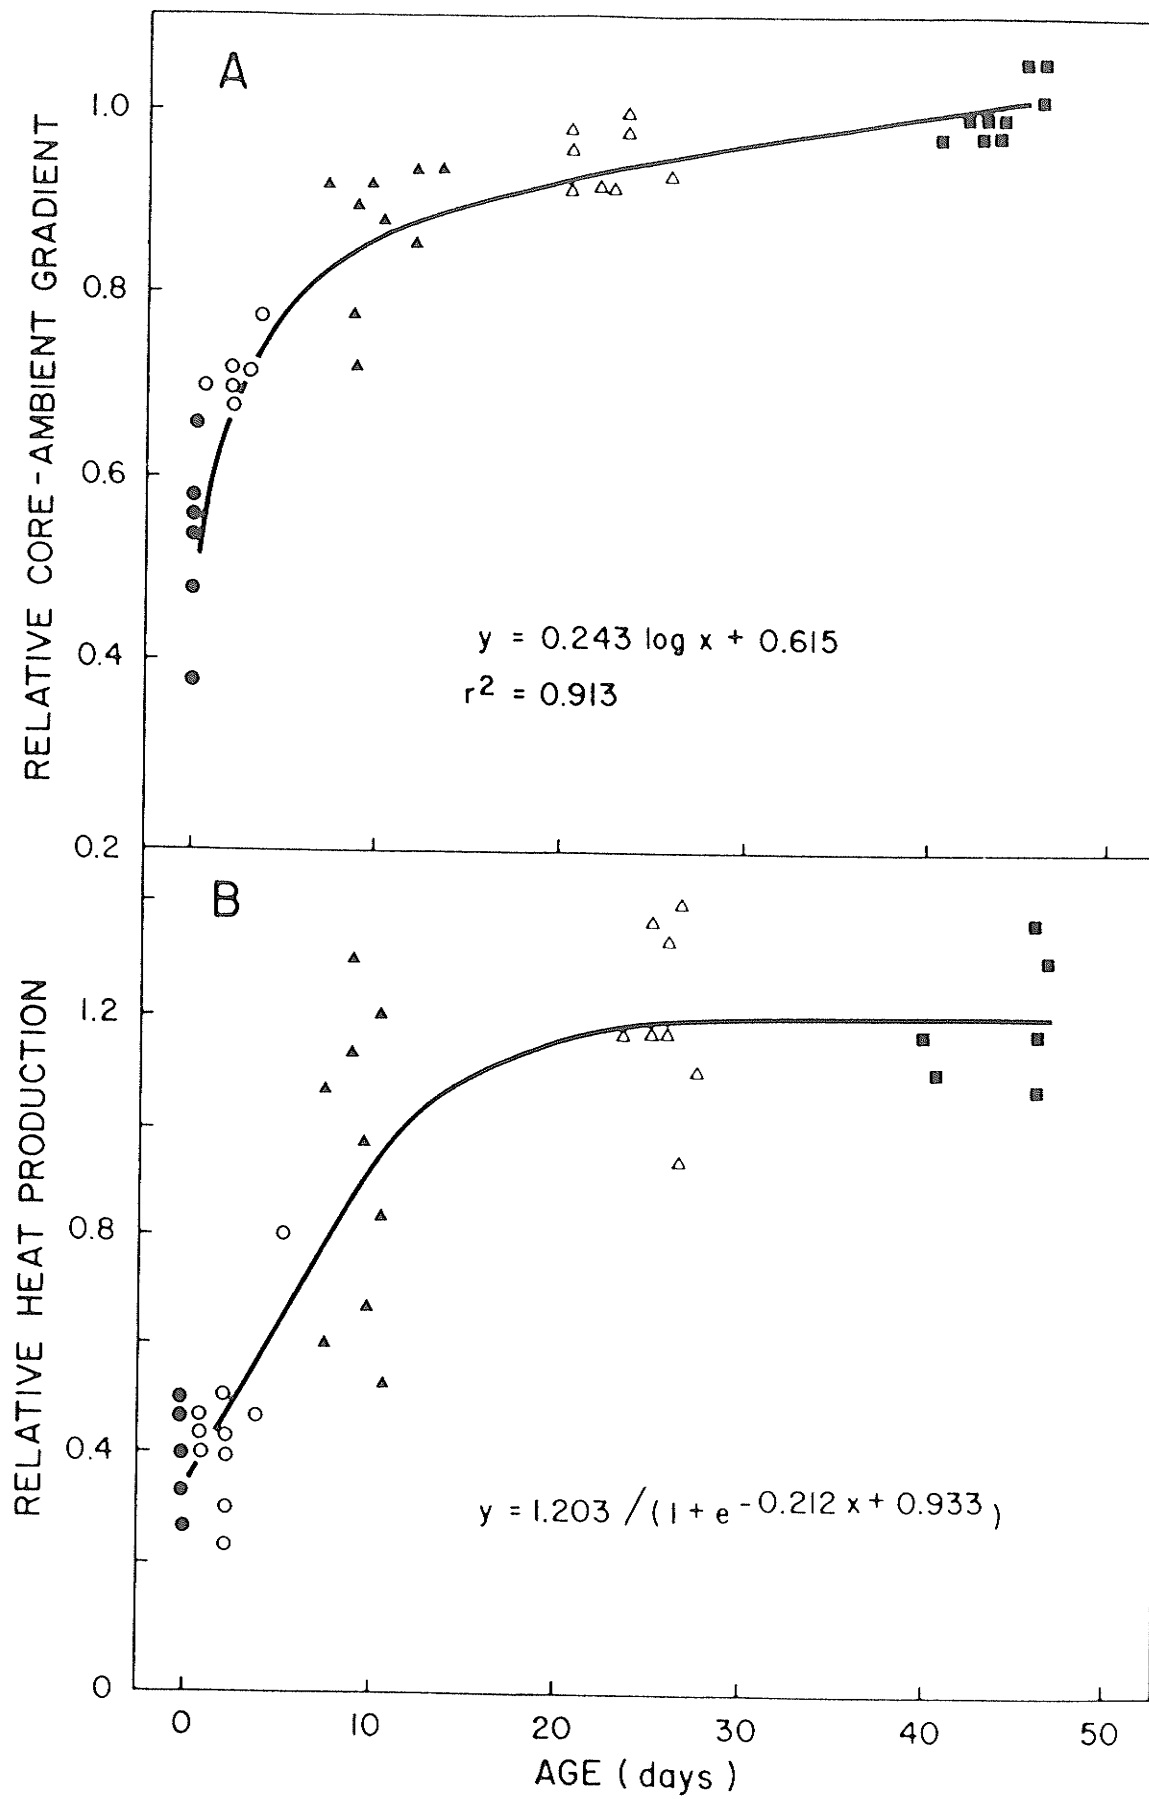 A
RELATIVE CORE-AMBIENT GRADIENT
1.0
0.8
0.6
0.4
0.2
y = 0.243 log x + 0.615
r² = 0.913
B
RELATIVE HEAT PRODUCTION
1.2
0.8
0.4
0
y = 1.203 / (1 + e^-0.212 x + 0.933)
0 10 20 30 40 50
AGE (days)